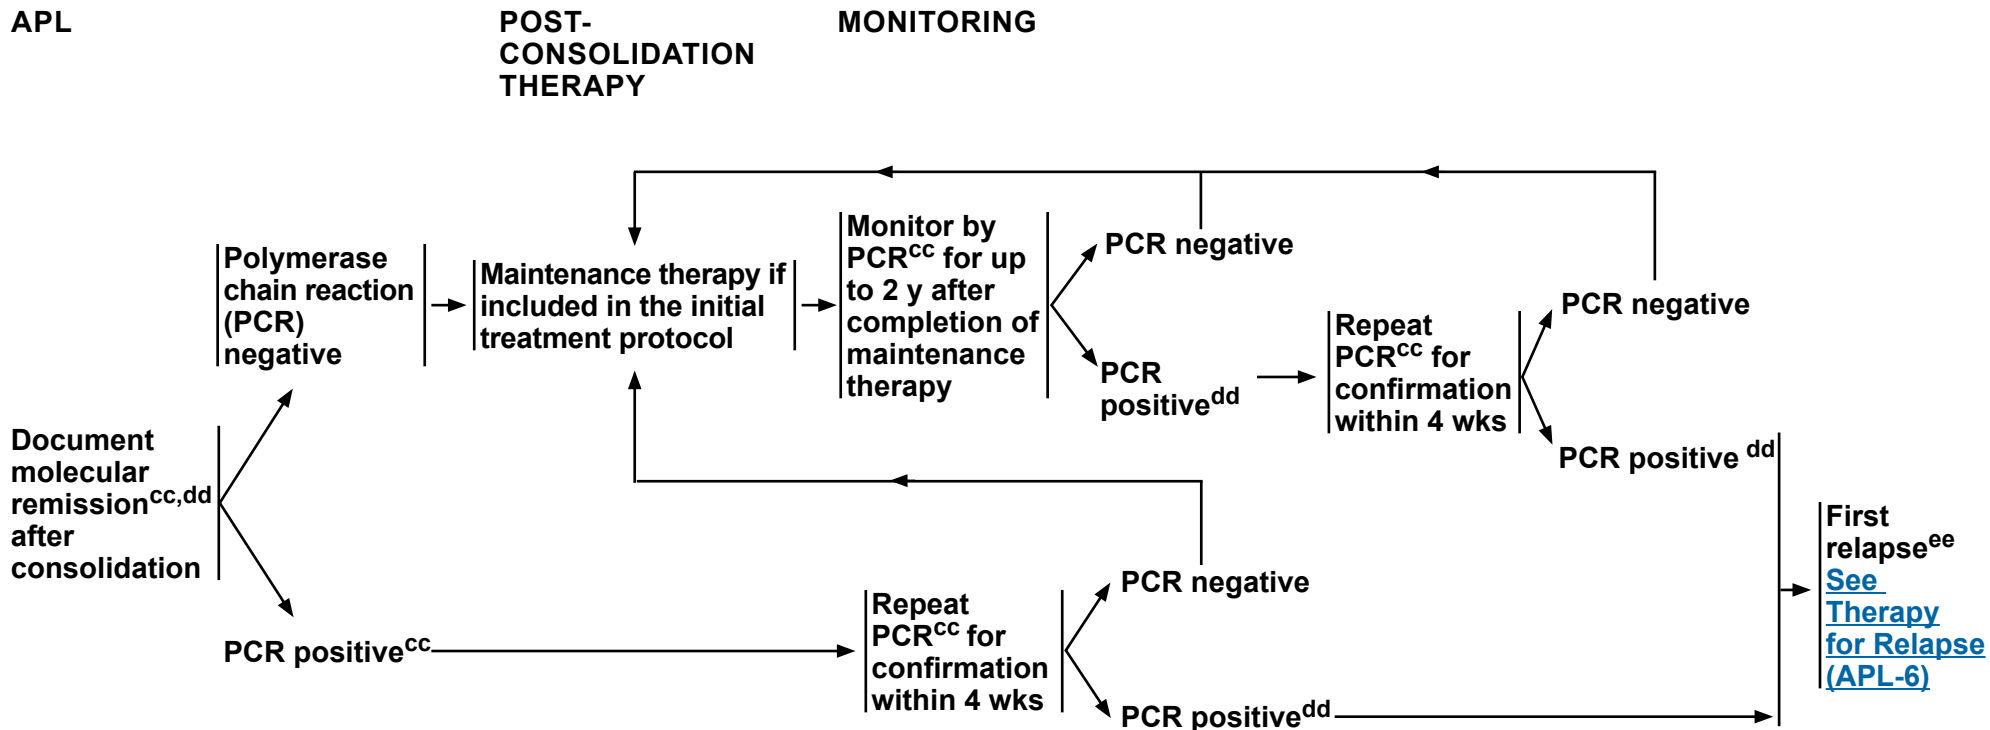 APL
POST-
CONSOLIDATION
THERAPY
MONITORING
Document
molecular
remissioncc,dd
after
consolidation
Polymerase
chain reaction
(PCR)
negative
Maintenance therapy if
included in the initial
treatment protocol
Monitor by
PCRcc for up
to 2 y after
completion of
maintenance
therapy
PCR negative
PCR
positivedd
Repeat
PCRcc for
confirmation
within 4 wks
PCR negative
PCR positive dd
PCR positivecc
Repeat
PCRcc for
confirmation
within 4 wks
PCR negative
PCR positivedd
First
relapseee
See
Therapy
for Relapse
(APL-6)